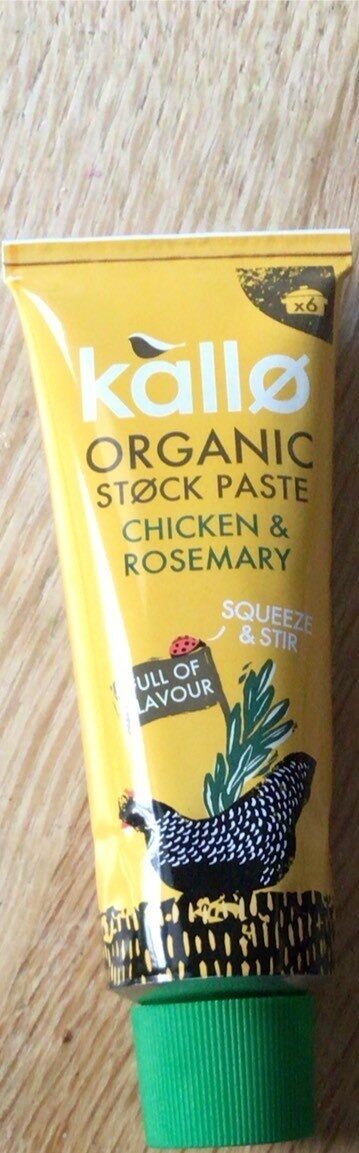 x6
kallø
ORGANIC
STØCK PASTE
CHICKEN &
ROSEMARY
SQUEEZE
& STIR
FULL OF
FLAVOUR